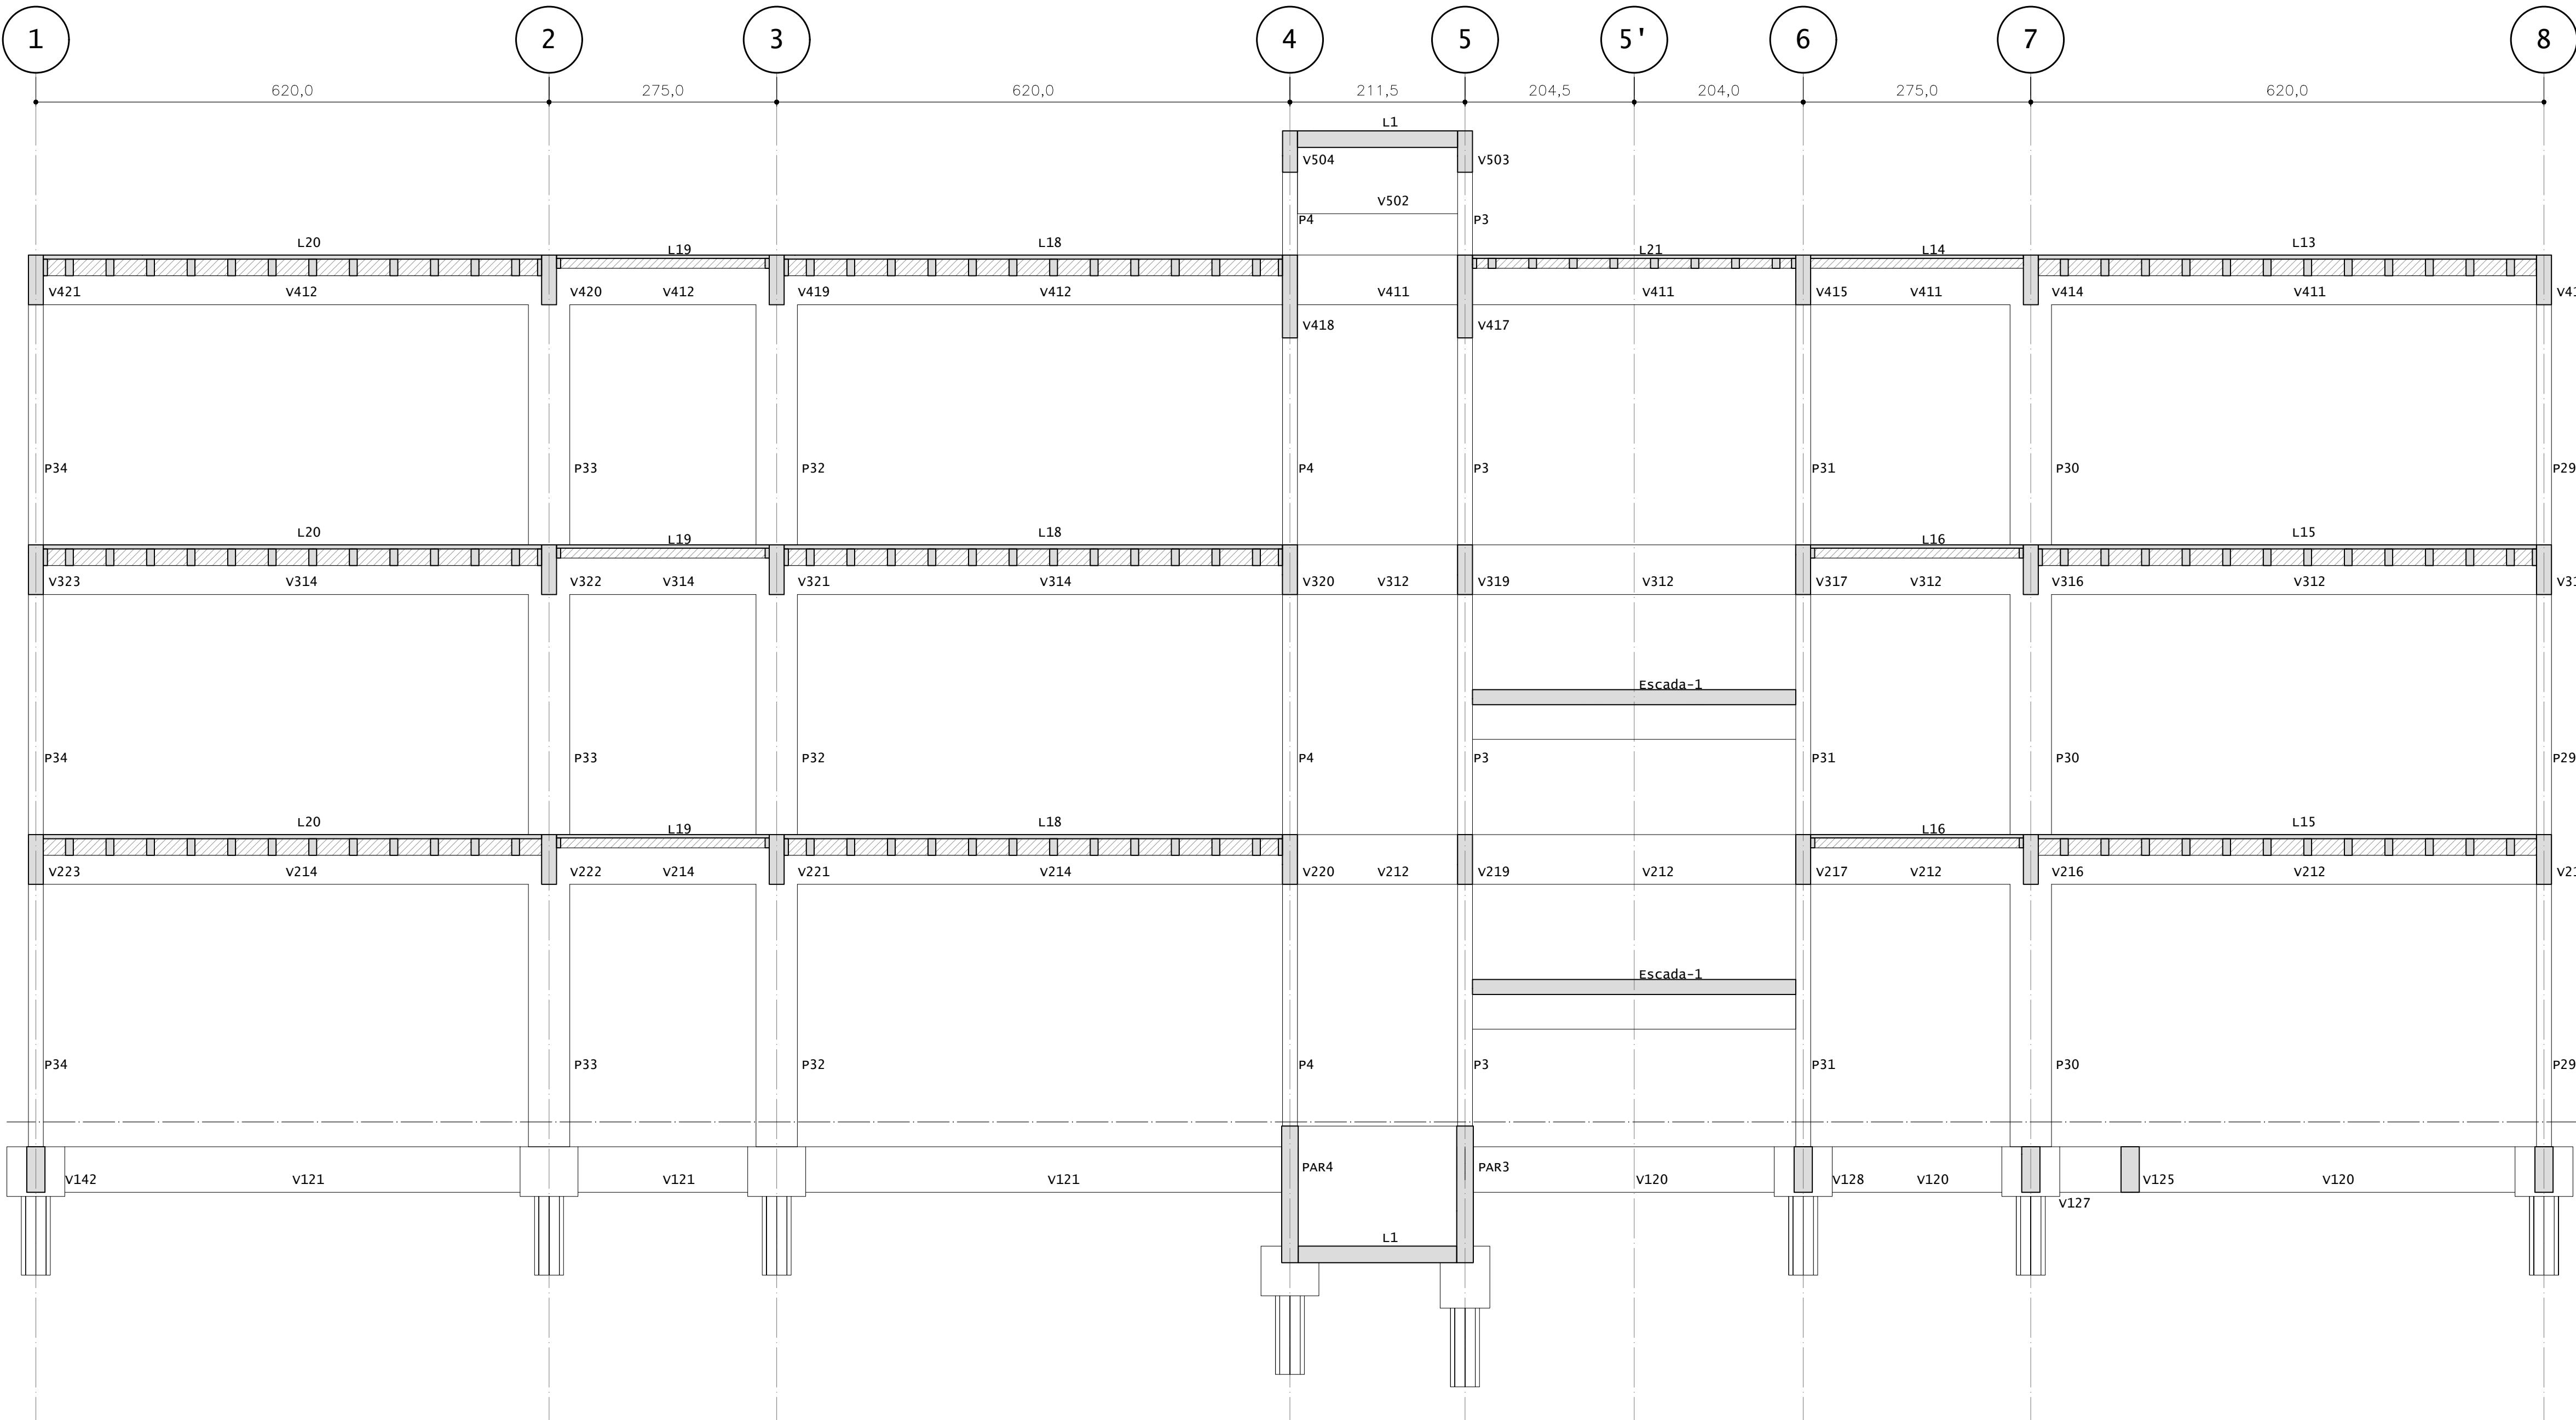 1 2 3 4 5 5' 6 7 8
620,0 275,0 620,0 211,5 204,5 204,0 275,0 620,0
L1
V504 V503
V502
P4 P3
L20 L19 L18 L21 L14 L13
V421 V412 V420 V412 V419 V412 V411 V411 V415 V411 V414 V411
V418 V417
P34 P33 P32 P4 P3 P31 P30 P29
L20 L19 L18 L16 L15
V323 V314 V322 V314 V321 V314 V320 V312 V319 V312 V317 V312 V316 V312
Escada-1
P34 P33 P32 P4 P3 P31 P30 P29
L20 L19 L18 L16 L15
V223 V214 V222 V214 V221 V214 V220 V212 V219 V212 V217 V212 V216 V212
Escada-1
P34 P33 P32 P4 P3 P31 P30 P29
PAR4 PAR3
V142 V121 V121 V121 V120 V128 V120 V125 V120
V127
L1